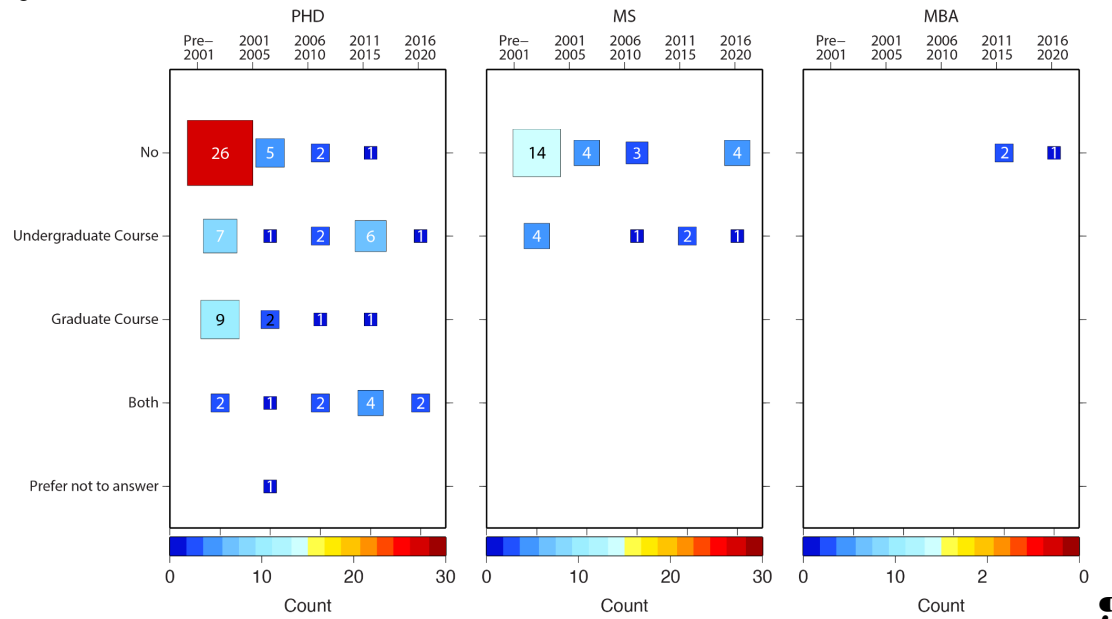 PHD MS MBA
Pre– 2001 2006 2011 2016 Pre– 2001 2006 2011 2016 Pre– 2001 2006 2011 2016
2001 2005 2010 2015 2020 2001 2005 2010 2015 2020 2001 2005 2010 2015 2020
No 26 5 2 1 14 4 3 4 2 1
Undergraduate Course 7 1 2 6 1 4 1 2 1
Graduate Course 9 2 1 1
Both 2 1 2 4 2
Prefer not to answer 1
0 10 20 30 0 10 20 30 0 10 2 0
Count Count Count